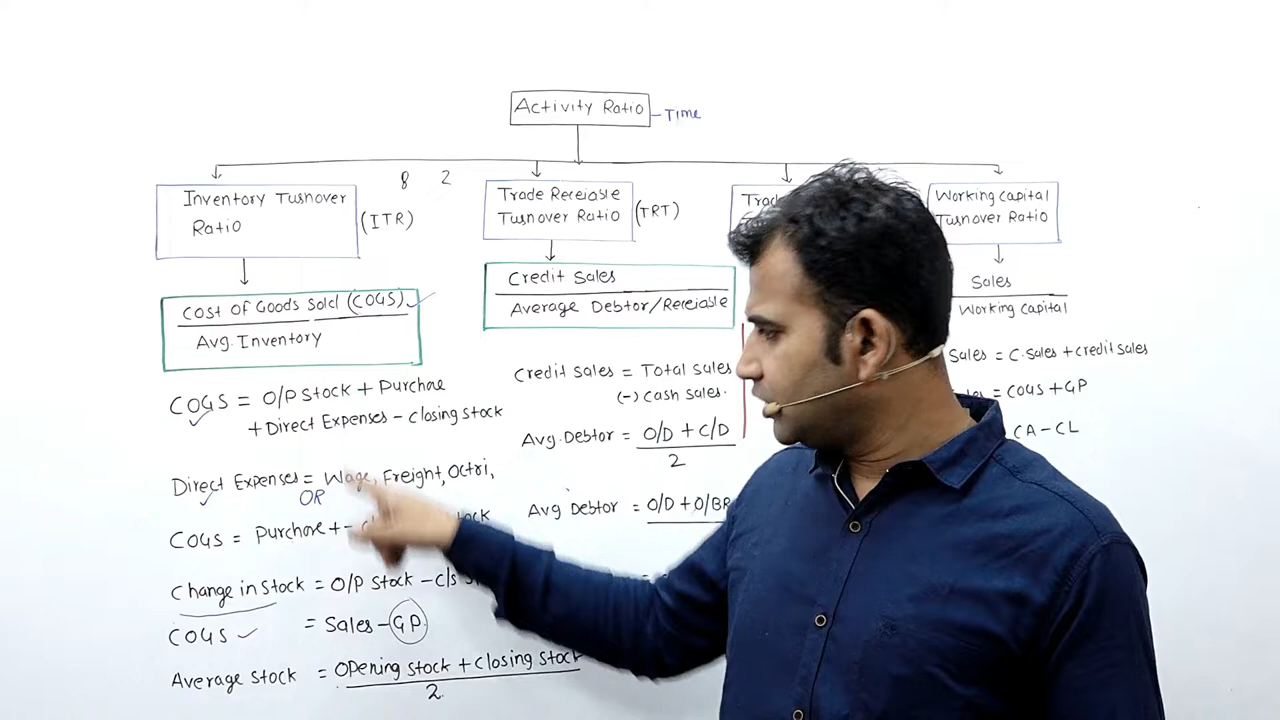 Activity Ratio
- Time
8 2
Inventory Turnover
Ratio
(ITR)
Cost of Goods Sold (COGS)
Avg. Inventory
COGS = O/P Stock + Purchae
+ Direct Expenses - closing stock
Direct Expenses = Wage, Freight, Octri,
OR
COGS = Purchae +-
Change in Stock = O/P Stock - c/s
COGS = Sales - GP
Average Stock = Opening Stock + Closing Stock
2
Trade Receiable
Turnover Ratio
(TRT)
Credit Sales
Average Debtor/Receiable
Credit Sales = Total Sales
(-) Cash Sales.
Avg. Debtor = O/D + C/D
2
Avg Debtor = O/D + O/BR
Working Capital
Turnover Ratio
Sales
Working Capital
Sales = C.Sales + Credit Sales
= COGS + GP
CA - CL